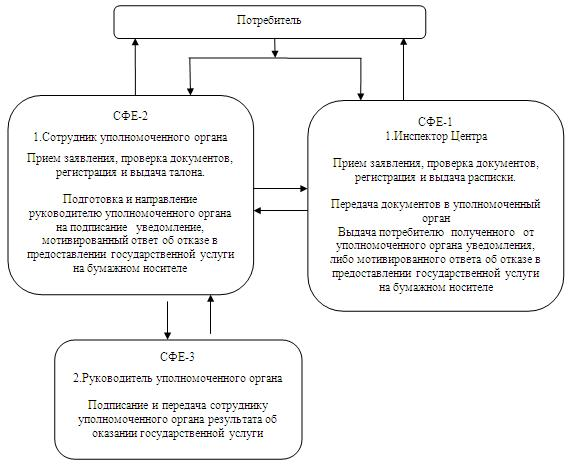 Потребитель
СФЕ-2
1.Сотрудник уполномоченного органа
Прием заявления, проверка документов,
регистрация и выдача талона.
Подготовка и направление
руководителю уполномоченного органа
на подписание уведомление,
мотивированный ответ об отказе в
предоставлении государственной услуги
на бумажном носителе
СФЕ-1
1.Инспектор Центра
Прием заявления, проверка документов,
регистрация и выдача расписки.
Передача документов в уполномоченный
орган
Выдача потребителю полученного от
уполномоченного органа уведомления,
либо мотивированного ответа об отказе в
предоставлении государственной услуги
на бумажном носителе
СФЕ-3
2.Руководитель уполномоченного органа
Подписание и передача сотруднику
уполномоченного органа результата об
оказании государственной услуги